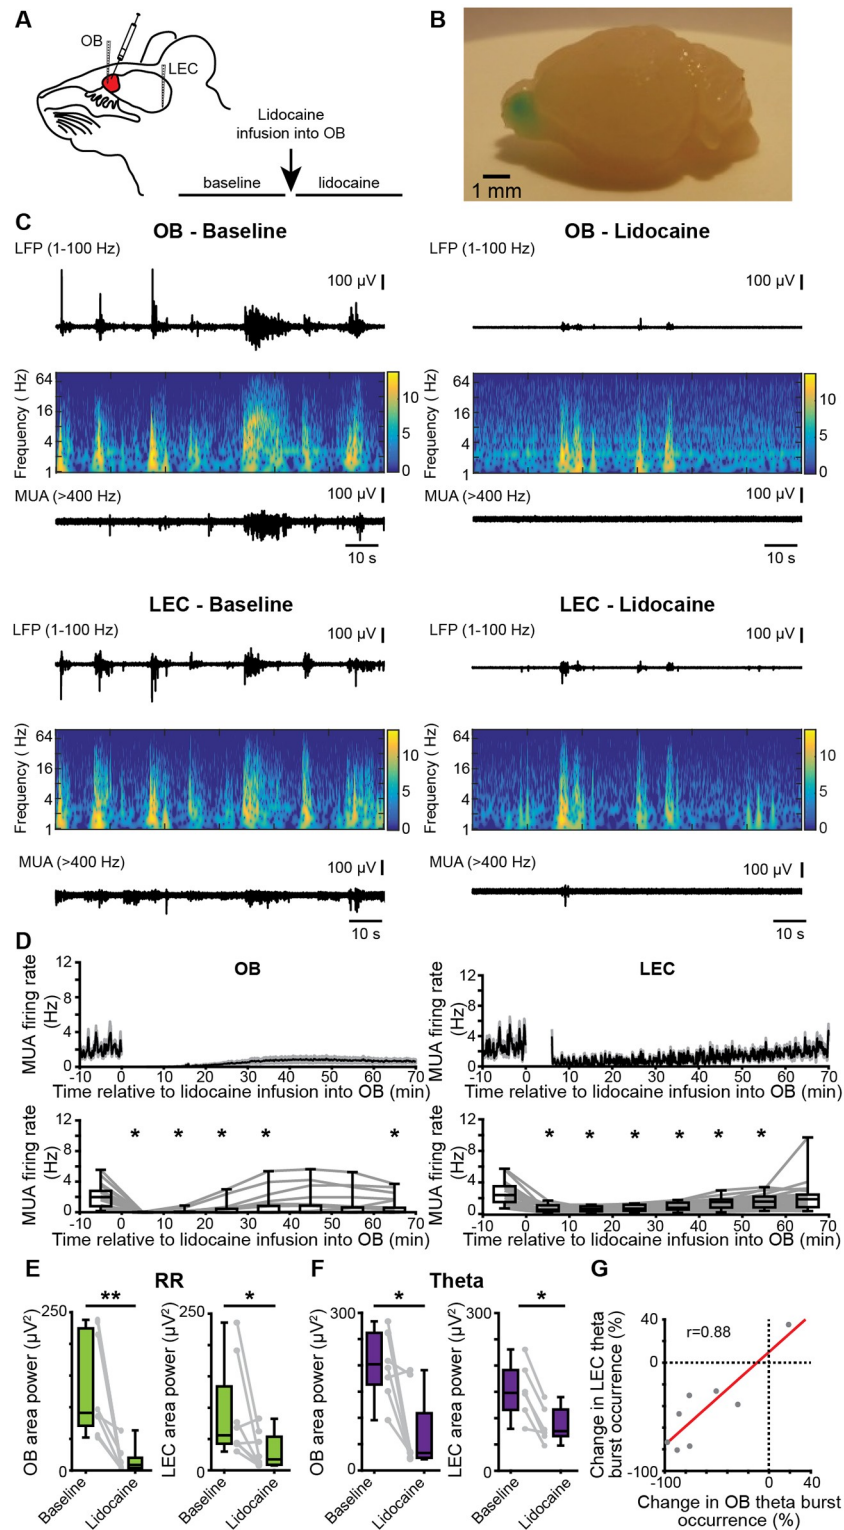 A
B
OB
LEC
Lidocaine
infusion into OB
baseline
lidocaine
1 mm
C
OB - Baseline
LFP (1-100 Hz)
100 µV
Frequency ( Hz)
64
16
4
1
10
5
0
MUA (>400 Hz)
100 µV
10 s
OB - Lidocaine
LFP (1-100 Hz)
100 µV
Frequency ( Hz)
64
16
4
1
10
5
0
MUA (>400 Hz)
100 µV
10 s
LEC - Baseline
LFP (1-100 Hz)
100 µV
Frequency ( Hz)
64
16
4
1
10
5
0
MUA (>400 Hz)
100 µV
10 s
LEC - Lidocaine
LFP (1-100 Hz)
100 µV
Frequency ( Hz)
64
16
4
1
10
5
0
MUA (>400 Hz)
100 µV
10 s
D
OB
MUA firing rate
(Hz)
12
8
4
0
-10 0 10 20 30 40 50 60 70
Time relative to lidocaine infusion into OB (min)
LEC
MUA firing rate
(Hz)
12
8
4
0
-10 0 10 20 30 40 50 60 70
Time relative to lidocaine infusion into OB (min)
MUA firing rate
(Hz)
12
8
4
0
* * * * *
-10 0 10 20 30 40 50 60 70
Time relative to lidocaine infusion into OB (min)
MUA firing rate
(Hz)
12
8
4
0
* * * * * *
-10 0 10 20 30 40 50 60 70
Time relative to lidocaine infusion into OB (min)
E
RR
OB area power (µV²)
250
0
**
Baseline
Lidocaine
LEC area power (µV²)
250
0
*
Baseline
Lidocaine
F
Theta
OB area power (µV²)
300
0
*
Baseline
Lidocaine
LEC area power (µV²)
300
0
*
Baseline
Lidocaine
G
Change in LEC theta
burst occurrence (%)
40
0
-100
r=0.88
-100 0 40
Change in OB theta burst
occurrence (%)